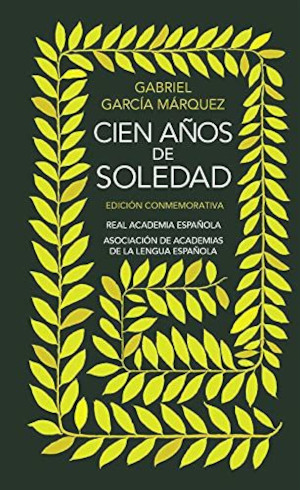 GABRIEL
GARCÍA MÁRQUEZ
CIEN AÑOS
DE
SOLEDAD
EDICIÓN CONMEMORATIVA
REAL ACADEMIA ESPAÑOLA
ASOCIACIÓN DE ACADEMIAS
DE LA LENGUA ESPAÑOLA